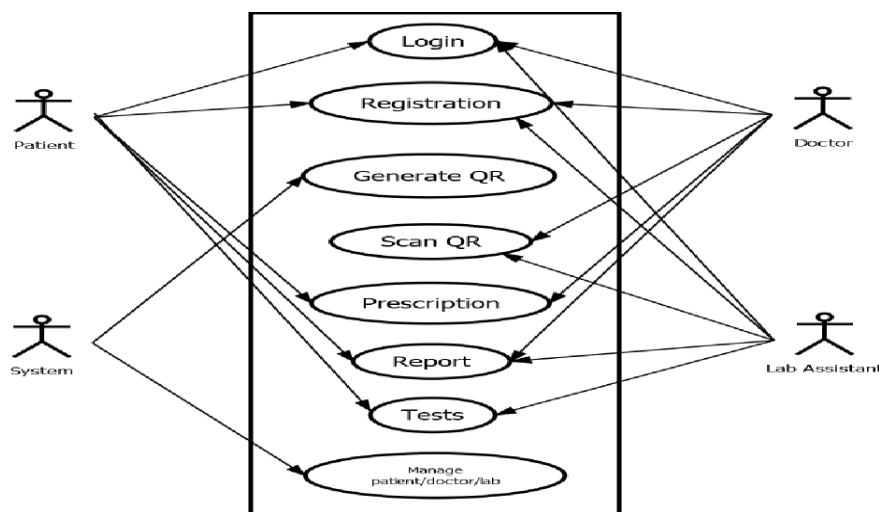 Login
Registration
Patient
Doctor
Generate QR
Scan QR
Prescription
System
Report
Lab Assistant
Tests
Manage
patient/doctor/lab